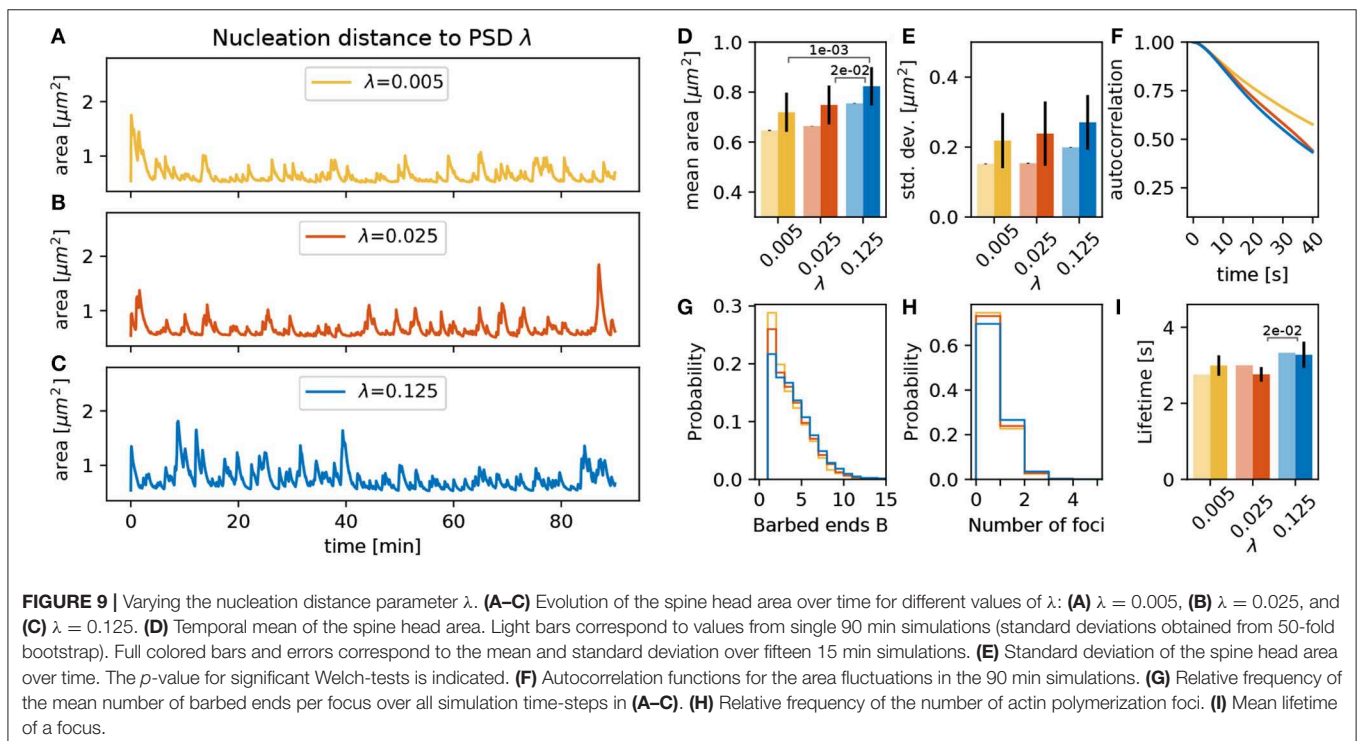 A
Nucleation distance to PSD λ
area [μm²]
2
1
λ=0.005
B
area [μm²]
2
1
λ=0.025
C
area [μm²]
2
1
λ=0.125
0 20 40 60 80
time [min]
D
mean area [μm²]
1.0
0.8
0.6
0.4
1e-03
2e-02
0.005 0.025 0.125
λ
E
std. dev. [μm²]
0.4
0.2
0.0
0.005 0.025 0.125
λ
F
autocorrelation
1.00
0.75
0.50
0.25
0 10 20 30 40
time [s]
G
Probability
0.3
0.2
0.1
0.0
0 5 10 15
Barbed ends B
H
Probability
0.6
0.4
0.2
0.0
0 2 4
Number of foci
I
Lifetime [s]
4
2
0
2e-02
0.005 0.025 0.125
λ
FIGURE 9 | Varying the nucleation distance parameter λ. (A–C) Evolution of the spine head area over time for different values of λ: (A) λ = 0.005, (B) λ = 0.025, and
(C) λ = 0.125. (D) Temporal mean of the spine head area. Light bars correspond to values from single 90 min simulations (standard deviations obtained from 50-fold
bootstrap). Full colored bars and errors correspond to the mean and standard deviation over fifteen 15 min simulations. (E) Standard deviation of the spine head area
over time. The p-value for significant Welch-tests is indicated. (F) Autocorrelation functions for the area fluctuations in the 90 min simulations. (G) Relative frequency of
the mean number of barbed ends per focus over all simulation time-steps in (A–C). (H) Relative frequency of the number of actin polymerization foci. (I) Mean lifetime
of a focus.